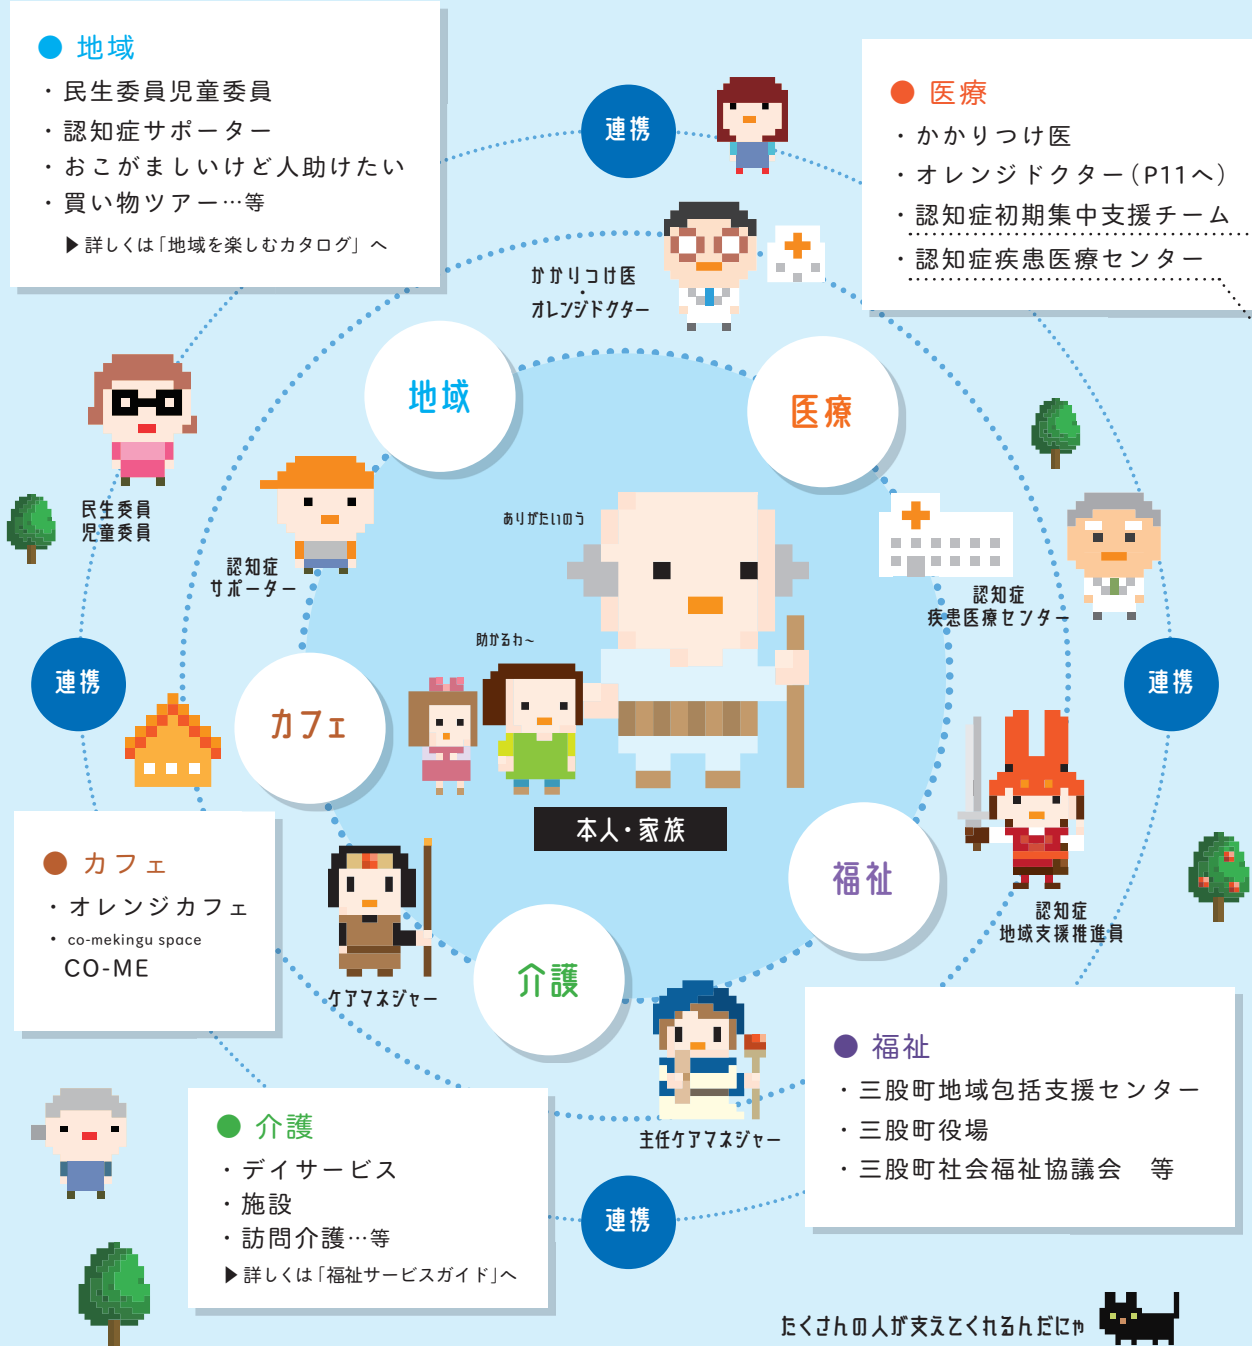 ● 地域
・民生委員児童委員
・認知症サポーター
・おこがましいけど人助けたい
・買い物ツアー…等
▶詳しくは「地域を楽しむカタログ」へ
連携
● 医療
・かかりつけ医
・オレンジドクター（P11へ）
・認知症初期集中支援チーム
・認知症疾患医療センター
かかりつけ医
・
オレンジドクター
地域
医療
民生委員
児童委員
認知症
サポーター
ありがたいのう
認知症
疾患医療センター
助かるわ～
連携
連携
カフェ
本人・家族
● カフェ
・オレンジカフェ
・co-mekingu space
CO-ME
ケアマネジャー
介護
福祉
認知症
地域支援推進員
主任ケアマネジャー
● 福祉
・三股町地域包括支援センター
・三股町役場
・三股町社会福祉協議会　等
● 介護
・デイサービス
・施設
・訪問介護…等
▶詳しくは「福祉サービスガイド」へ
連携
たくさんの人が支えてくれるんだにゃ